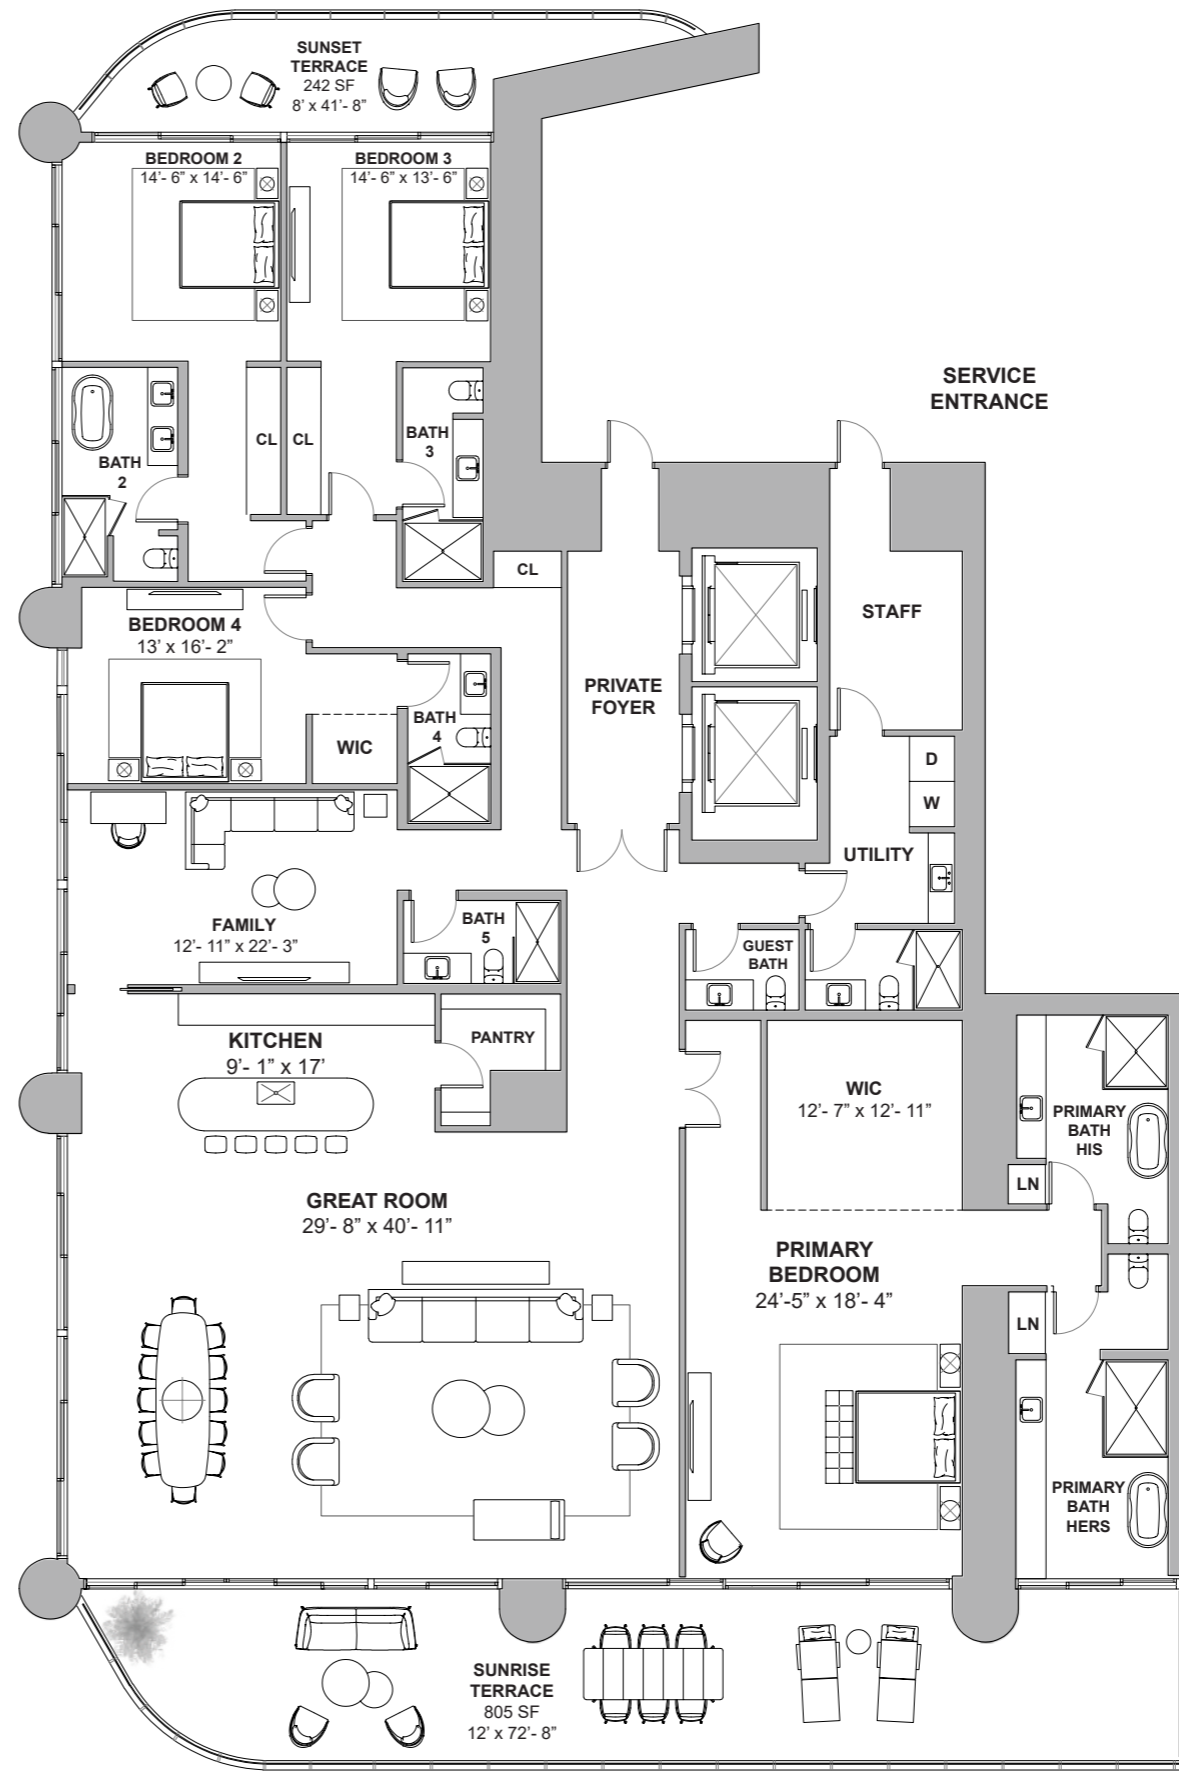 SUNSET
TERRACE
242 SF
8' x 41'- 8”
BEDROOM 2
14'- 6” x 14'- 6”
BEDROOM 3
14'- 6” x 13'- 6”
SERVICE
ENTRANCE
BATH
2
CL
CL
BATH
3
CL
BEDROOM 4
13' x 16'- 2”
STAFF
PRIVATE
FOYER
BATH
4
WIC
D
W
UTILITY
FAMILY
12'- 11” x 22'- 3”
BATH
5
GUEST
BATH
KITCHEN
9'- 1” x 17'
PANTRY
WIC
12'- 7” x 12'- 11”
PRIMARY
BATH
HIS
LN
GREAT ROOM
29'- 8” x 40'- 11”
PRIMARY
BEDROOM
24'-5” x 18'- 4”
LN
PRIMARY
BATH
HERS
SUNRISE
TERRACE
805 SF
12' x 72'- 8”